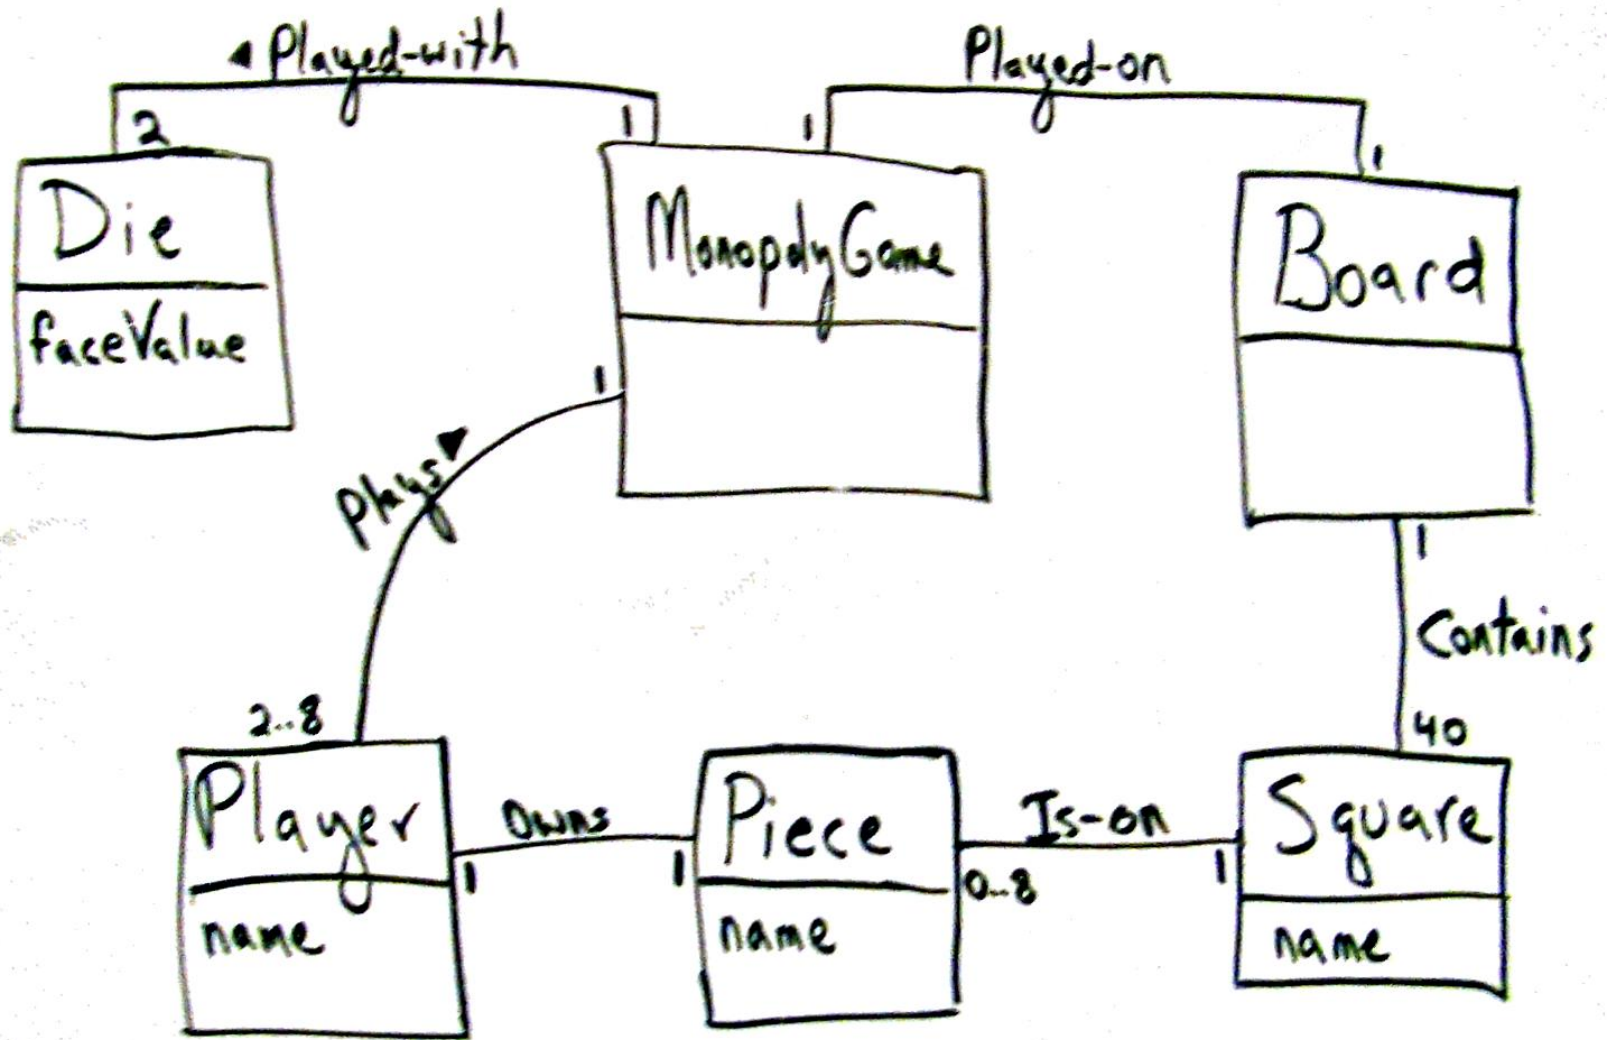 ◄ Played-with
Played-on
2
1
1
1
Die
faceValue
MonopolyGame
Board
1
Plays
1
Contains
2..8
40
Player
name
Owns
1
1
Piece
name
Is-on
0..8
1
Square
name